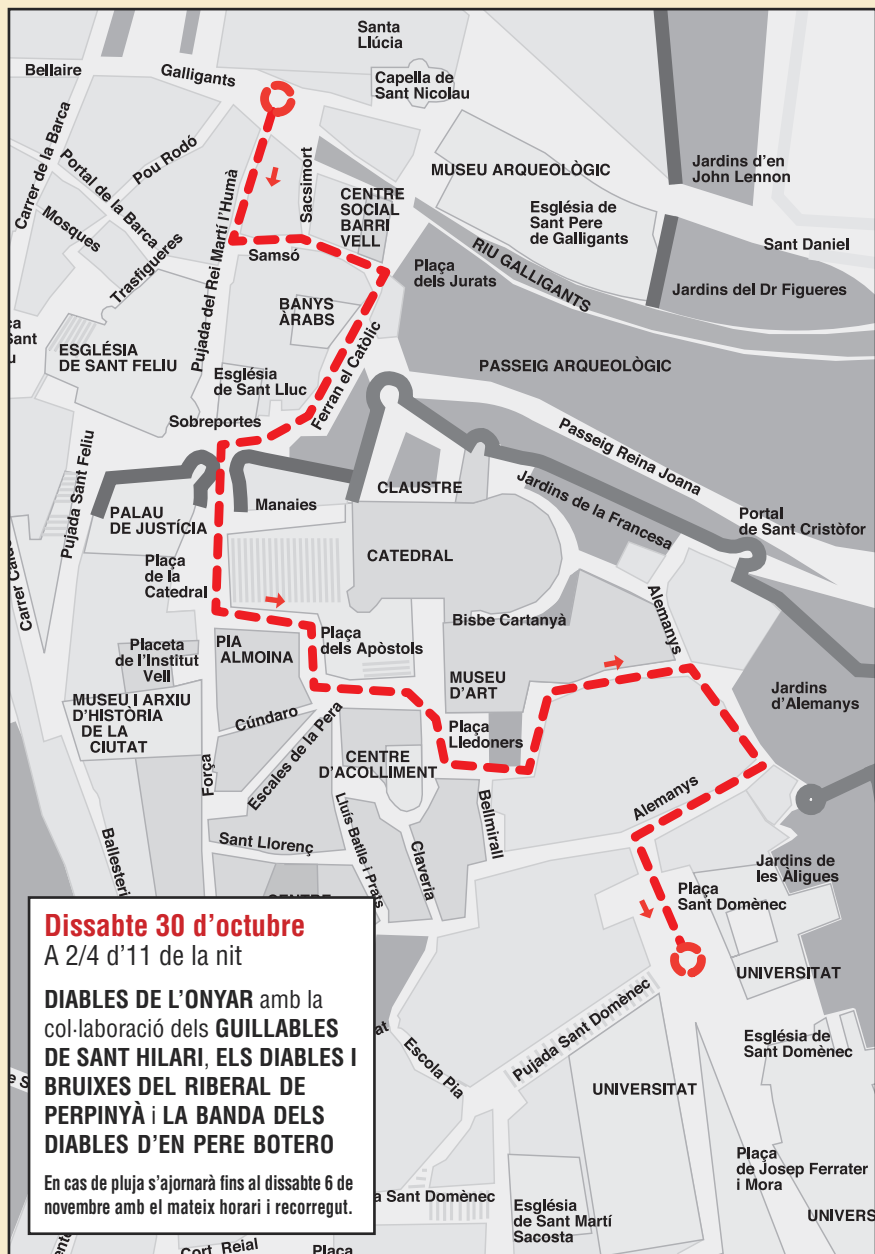 Santa
Llúcia
Bellaire
Galligants
Capella de
Sant Nicolau
Carrer de la Barca
Portal de la Barca
Pou Rodó
Mosques
Trasfigueres
Pujada del Rei Martí l'Humà
Sacsimort
CENTRE
SOCIAL
BARRI
VELL
MUSEU ARQUEOLÒGIC
Església de
Sant Pere
de Galligants
Jardins d'en
John Lennon
Sant Daniel
Samsó
Plaça
dels Jurats
RIU GALLIGANTS
Jardins del Dr Figueres
BANYS
ÀRABS
ESGLÉSIA
DE SANT FELIU
Església
de Sant Lluc
Ferran el Catòlic
PASSEIG ARQUEOLÒGIC
Sobreportes
Passeig Reina Joana
Pujada Sant Feliu
CLAUSTRE
Jardins de la Francesa
Manaies
PALAU
DE JUSTÍCIA
Portal
de Sant Cristòfor
CATEDRAL
Plaça
de la
Catedral
Alemanys
Bisbe Cartanyà
Placeta
de l'Institut
Vell
PIA
ALMOINA
Plaça
dels Apòstols
MUSEU
D'ART
Jardins
d'Alemanys
MUSEU I ARXIU
D'HISTÒRIA
DE LA
CIUTAT
Cúndaro
Escales de la Pera
Plaça
Lledoners
CENTRE
D'ACOLLIMENT
Força
Bellmirall
Alemanys
Sant Llorenç
Lluís Batlle i Prats
Claveria
Jardins de
les Àligues
Plaça
Sant Domènec
UNIVERSITAT
Dissabte 30 d'octubre
A 2/4 d'11 de la nit
DIABLES DE L'ONYAR amb la
col·laboració dels GUILLABLES
DE SANT HILARI, ELS DIABLES I
BRUIXES DEL RIBERAL DE
PERPINYÀ i LA BANDA DELS
DIABLES D'EN PERE BOTERO
En cas de pluja s'ajornarà fins al dissabte 6 de
novembre amb el mateix horari i recorregut.
Escola Pia
Pujada Sant Domènec
Església de
Sant Domènec
UNIVERSITAT
Plaça
de Josep Ferrater
i Mora
Sant Domènec
Església
de Sant Martí
Sacosta
Cort Reial
Plaça